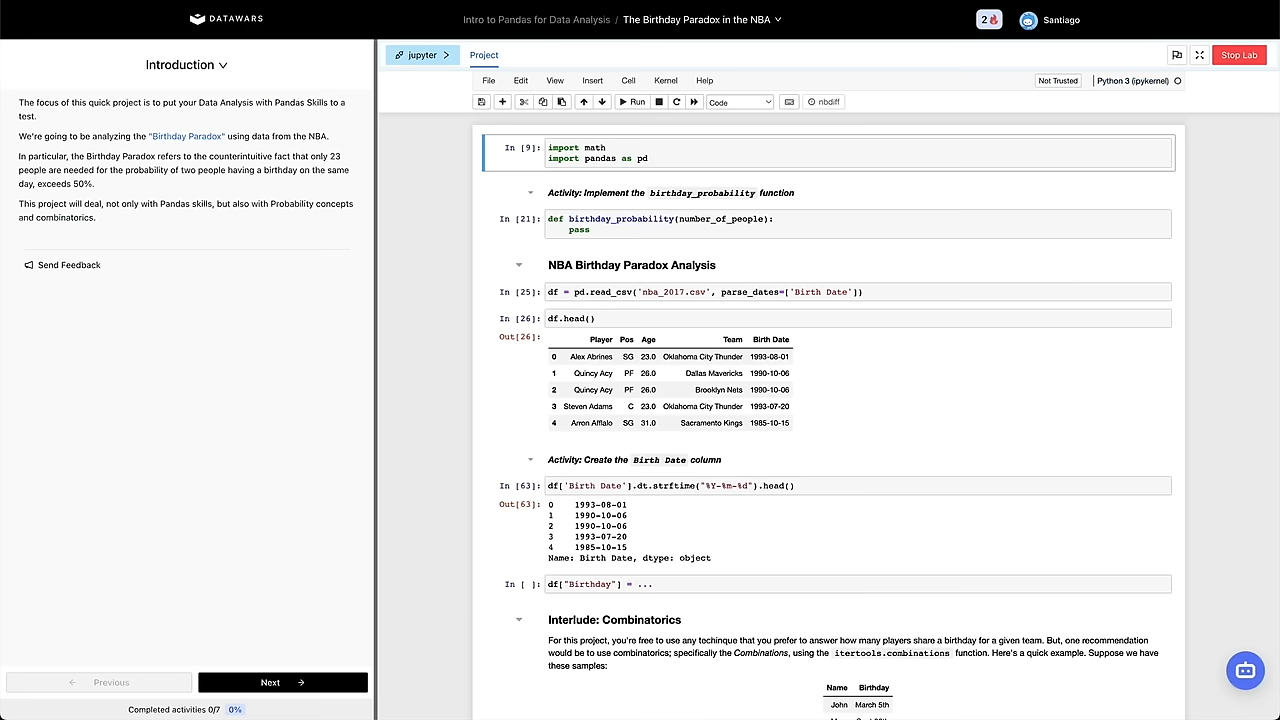 DATAWARS
Intro to Pandas for Data Analysis / The Birthday Paradox in the NBA
2
Santiago
Introduction
The focus of this quick project is to put your Data Analysis with Pandas Skills to a
test.
We're going to be analyzing the "Birthday Paradox" using data from the NBA.
In particular, the Birthday Paradox refers to the counterintuitive fact that only 23
people are needed for the probability of two people having a birthday on the same
day, exceeds 50%.
This project will deal, not only with Pandas skills, but also with Probability concepts
and combinatorics.
Send Feedback
Previous
Next
Completed activities 0/7 0%
jupyter
Project
Stop Lab
File Edit View Insert Cell Kernel Help
Not Trusted
Python 3 (ipykernel)
Run
Code
nbdiff
In [9]: import math
import pandas as pd
Activity: Implement the birthday_probability function
In [21]: def birthday_probability(number_of_people):
pass
NBA Birthday Paradox Analysis
In [25]: df = pd.read_csv('nba_2017.csv', parse_dates=['Birth Date'])
In [26]: df.head()
Out[26]:
Player Pos Age Team Birth Date
0 Alex Abrines SG 23.0 Oklahoma City Thunder 1993-08-01
1 Quincy Acy PF 26.0 Dallas Mavericks 1990-10-06
2 Quincy Acy PF 26.0 Brooklyn Nets 1990-10-06
3 Steven Adams C 23.0 Oklahoma City Thunder 1993-07-20
4 Arron Afflalo SG 31.0 Sacramento Kings 1985-10-15
Activity: Create the Birth Date column
In [63]: df['Birth Date'].dt.strftime("%Y-%m-%d").head()
Out[63]: 0 1993-08-01
1 1990-10-06
2 1990-10-06
3 1993-07-20
4 1985-10-15
Name: Birth Date, dtype: object
In [ ]: df["Birthday"] = ...
Interlude: Combinatorics
For this project, you're free to use any techinque that you prefer to answer how many players share a birthday for a given team. But, one recommendation
would be to use combinatorics; specifically the Combinations, using the itertools.combinations function. Here's a quick example. Suppose we have
these samples:
Name Birthday
John March 5th